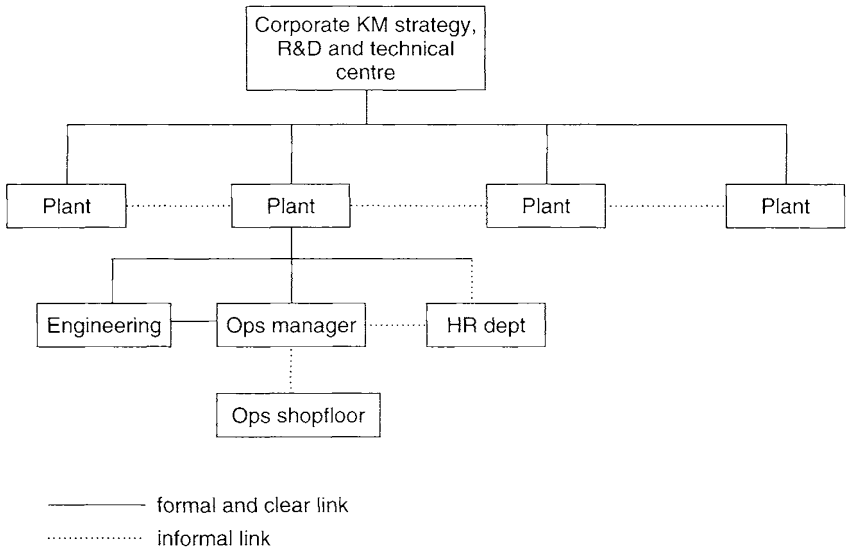 Corporate KM strategy,
R&D and technical
centre
Plant
Plant
Plant
Plant
Engineering
Ops manager
HR dept
Ops shopfloor
formal and clear link
informal link